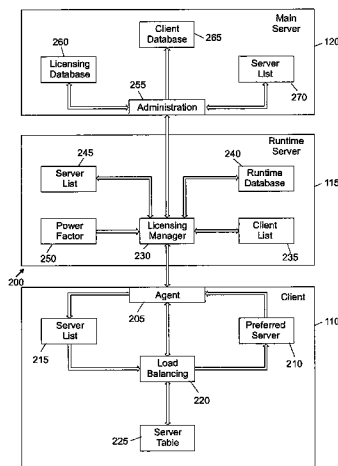 Main
Server
Client
Database
265
260
Licensing
Database
Server
List
120
255
270
Administration
Runtime
Server
245
240
Server
List
Runtime
Database
115
Power
Factor
Licensing
Manager
Client
List
250
230
235
200
Agent
Client
205
110
Server
List
Preferred
Server
215
Load
Balancing
210
220
225
Server
Table